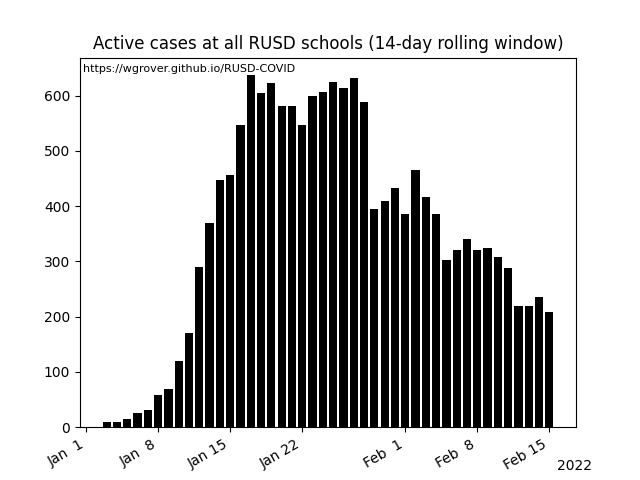 Active cases at all RUSD schools (14-day rolling window)
https://wgrover.github.io/RUSD-COVID
600
500
400
300
200
100
0
Jan 1
Jan 8
Jan 15
Jan 22
Feb 1
Feb 8
Feb 15
2022